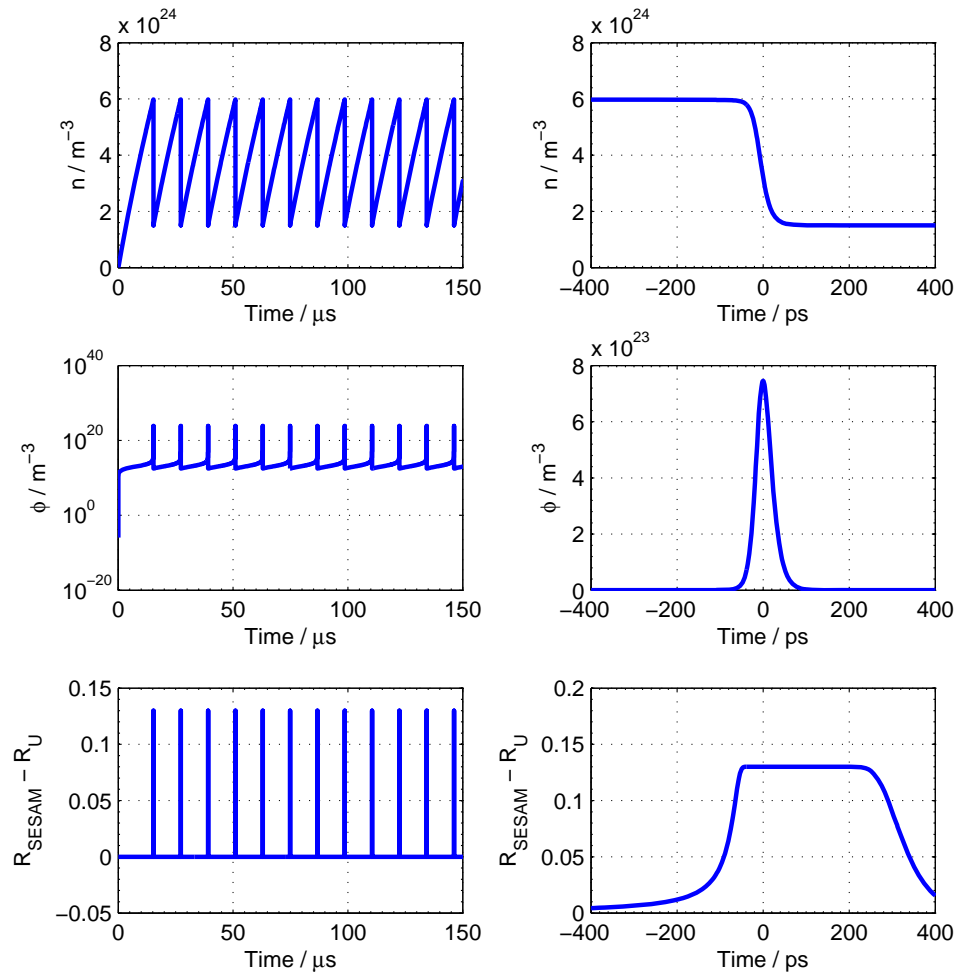 x 10^24
8
6
4
2
0
n / m^−3
0 50 100 150
Time / μs
x 10^24
8
6
4
2
0
n / m^−3
−400 −200 0 200 400
Time / ps
10^40
10^20
10^0
10^−20
ϕ / m^−3
0 50 100 150
Time / μs
x 10^23
8
6
4
2
0
ϕ / m^−3
−400 −200 0 200 400
Time / ps
0.15
0.1
0.05
0
−0.05
R_SESAM − R_U
0 50 100 150
Time / μs
0.2
0.15
0.1
0.05
0
R_SESAM − R_U
−400 −200 0 200 400
Time / ps